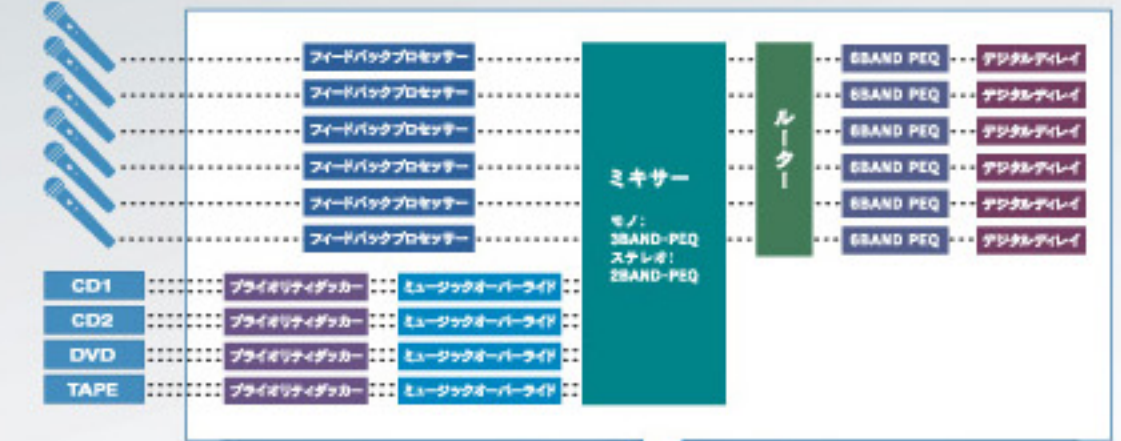 フィードバックプロセッサー 6BAND PEQ デジタルディレイ
フィードバックプロセッサー 6BAND PEQ デジタルディレイ
フィードバックプロセッサー 6BAND PEQ デジタルディレイ
フィードバックプロセッサー 6BAND PEQ デジタルディレイ
フィードバックプロセッサー 6BAND PEQ デジタルディレイ
フィードバックプロセッサー 6BAND PEQ デジタルディレイ
ミキサー
モノ:
3BAND-PEQ
ステレオ:
2BAND-PEQ
ルーター
CD1 プライオリティダッカー ミュージックオーバーライド
CD2 プライオリティダッカー ミュージックオーバーライド
DVD プライオリティダッカー ミュージックオーバーライド
TAPE プライオリティダッカー ミュージックオーバーライド